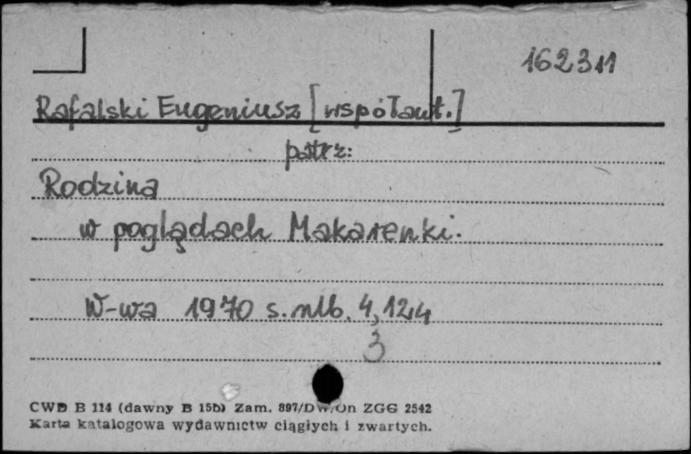 162311
Rafalski Eugeniusz [współaut.]
patrz:
Rodzina
w poglądach Makarenki.
W-wa 1970 s. nlb. 4, 124
3
CWD B 114 (dawny B 15b) Zam. 897/DW/On ZGG 2542
Karta katalogowa wydawnictw ciągłych i zwartych.